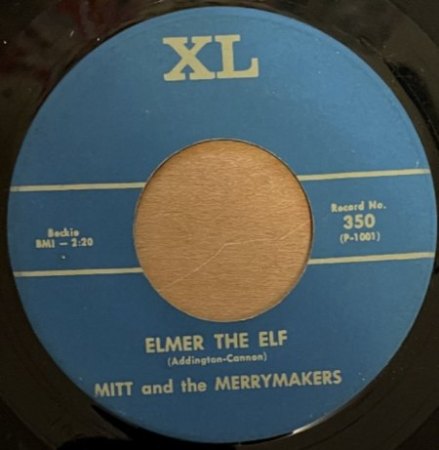 XL
Beckie
BMI — 2:20
Record No.
350
(P-1001)
ELMER THE ELF
(Addington-Cannon)
MITT and the MERRYMAKERS